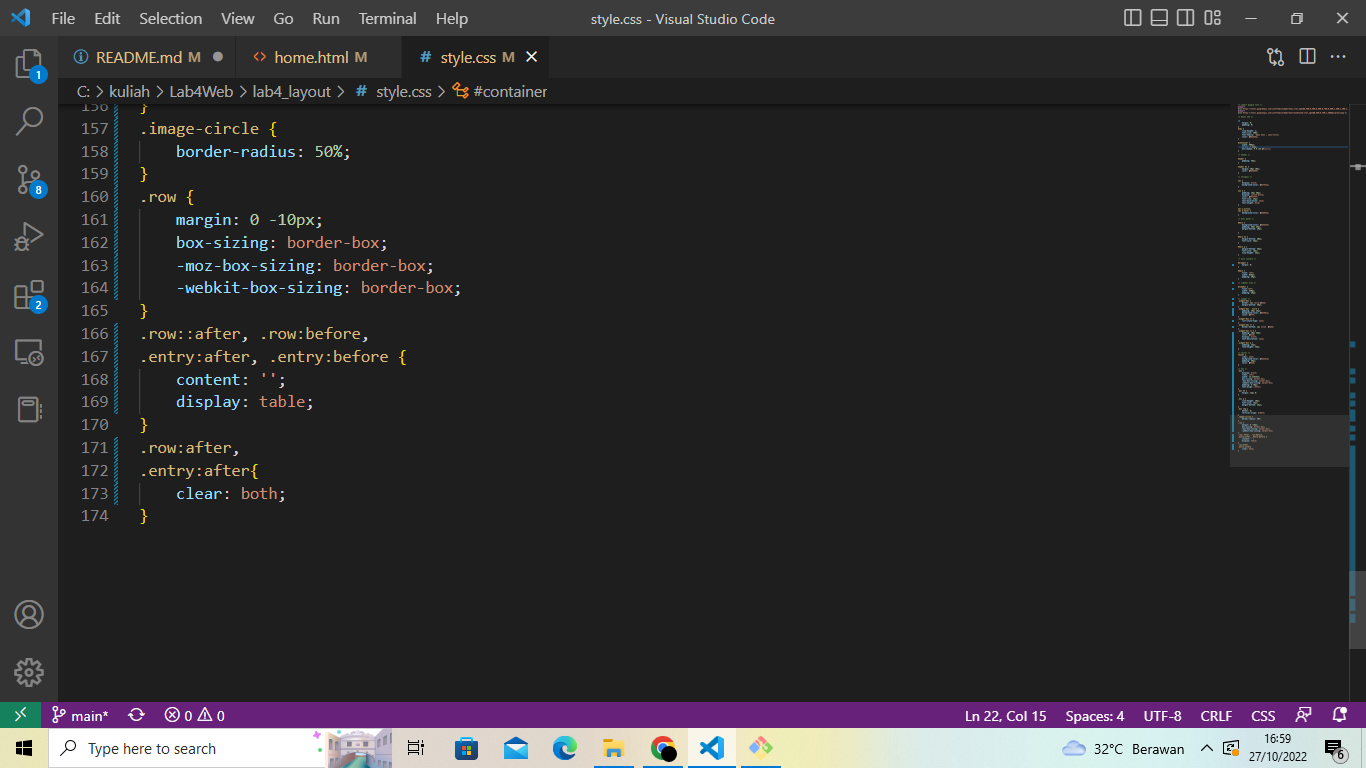 File Edit Selection View Go Run Terminal Help style.css - Visual Studio Code
README.md M home.html M # style.css M
C: > kuliah > Lab4Web > lab4_layout > # style.css > #container
156 }
157 .image-circle {
158 border-radius: 50%;
159 }
160 .row {
161 margin: 0 -10px;
162 box-sizing: border-box;
163 -moz-box-sizing: border-box;
164 -webkit-box-sizing: border-box;
165 }
166 .row::after, .row:before,
167 .entry:after, .entry:before {
168 content: '';
169 display: table;
170 }
171 .row:after,
172 .entry:after{
173 clear: both;
174 }
1
8
2
main* 0 0 Ln 22, Col 15 Spaces: 4 UTF-8 CRLF CSS
Type here to search 32°C Berawan 16:59
27/10/2022 6